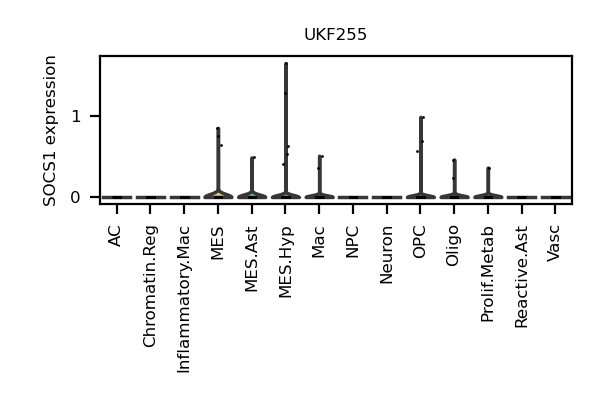 UKF255
SOCS1 expression
1
0
AC
Chromatin.Reg
Inflammatory.Mac
MES
MES.Ast
MES.Hyp
Mac
NPC
Neuron
OPC
Oligo
Prolif.Metab
Reactive.Ast
Vasc